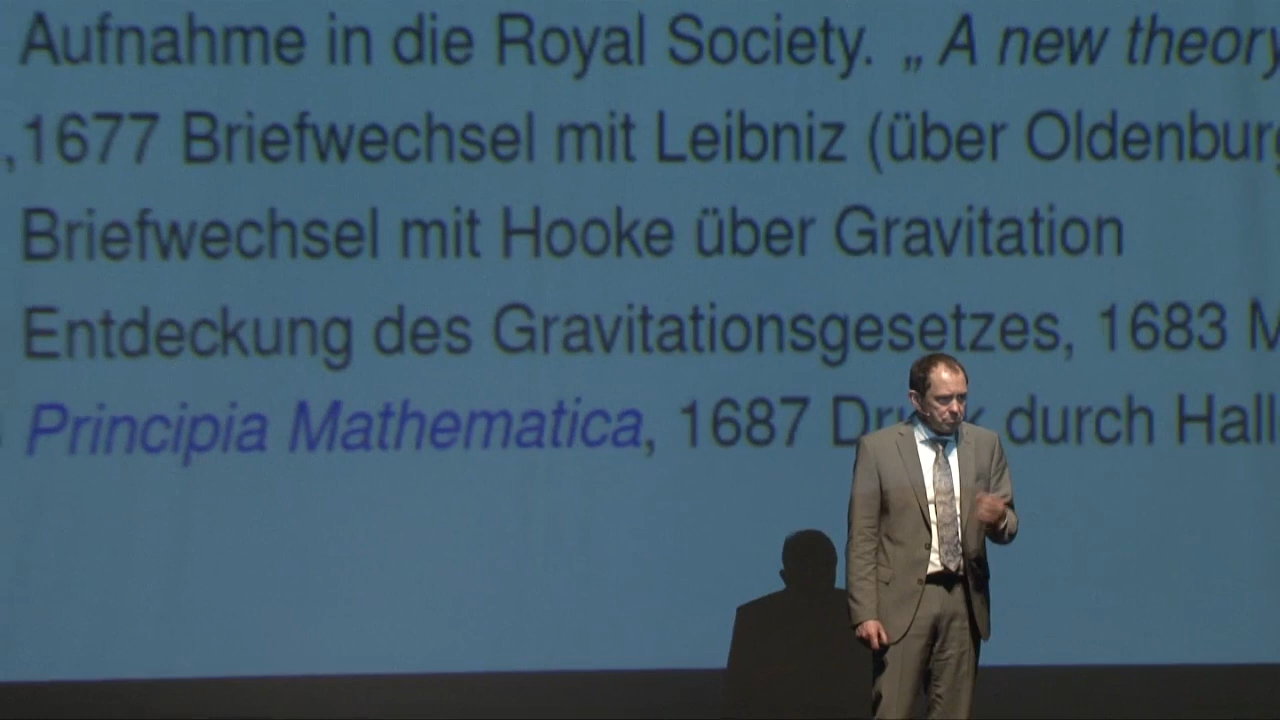 Aufnahme in die Royal Society. „ A new theory
,1677 Briefwechsel mit Leibniz (über Oldenburg
Briefwechsel mit Hooke über Gravitation
Entdeckung des Gravitationsgesetzes, 1683 M
Principia Mathematica, 1687 Druck durch Hall